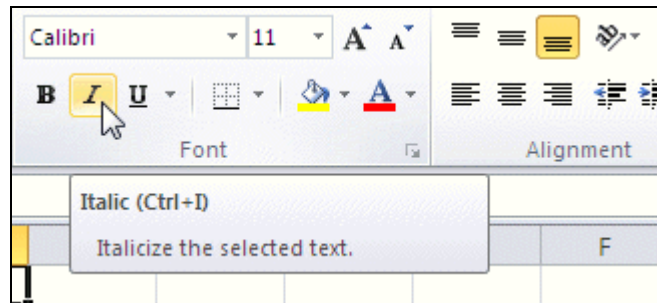 Calibri 11 A A
B I U A
Font Alignment
Italic (Ctrl+I)
Italicize the selected text.
F